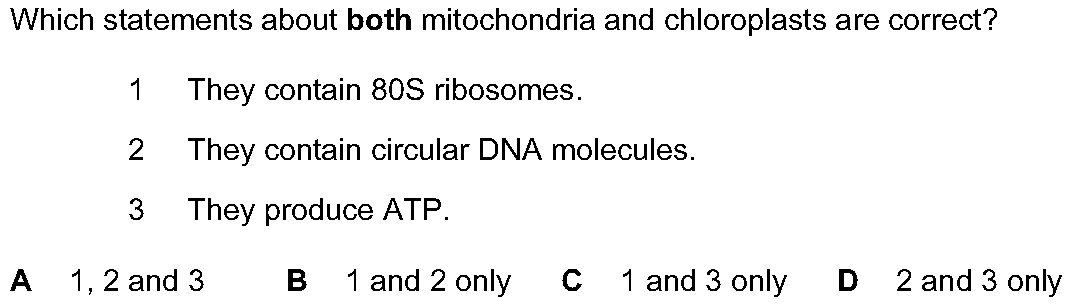 Which statements about both mitochondria and chloroplasts are correct?
1 They contain 80S ribosomes.
2 They contain circular DNA molecules.
3 They produce ATP.
A 1, 2 and 3 B 1 and 2 only C 1 and 3 only D 2 and 3 only